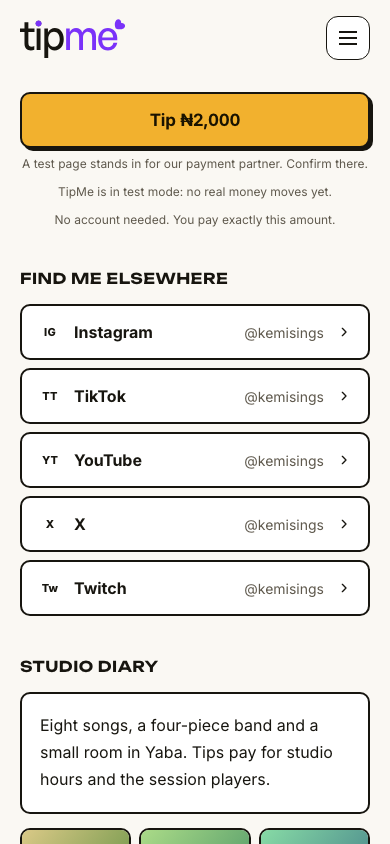 tipme
Tip ₦2,000
A test page stands in for our payment partner. Confirm there.
TipMe is in test mode: no real money moves yet.
No account needed. You pay exactly this amount.
FIND ME ELSEWHERE
IG Instagram @kemisings
TT TikTok @kemisings
YT YouTube @kemisings
X X @kemisings
Tw Twitch @kemisings
STUDIO DIARY
Eight songs, a four-piece band and a
small room in Yaba. Tips pay for studio
hours and the session players.